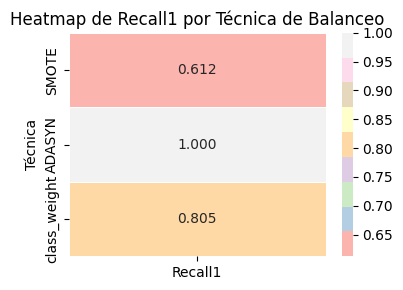 Heatmap de Recall1 por Técnica de Balanceo
Técnica
SMOTE
ADASYN
class_weight
0.612
1.000
0.805
Recall1
1.00
0.95
0.90
0.85
0.80
0.75
0.70
0.65